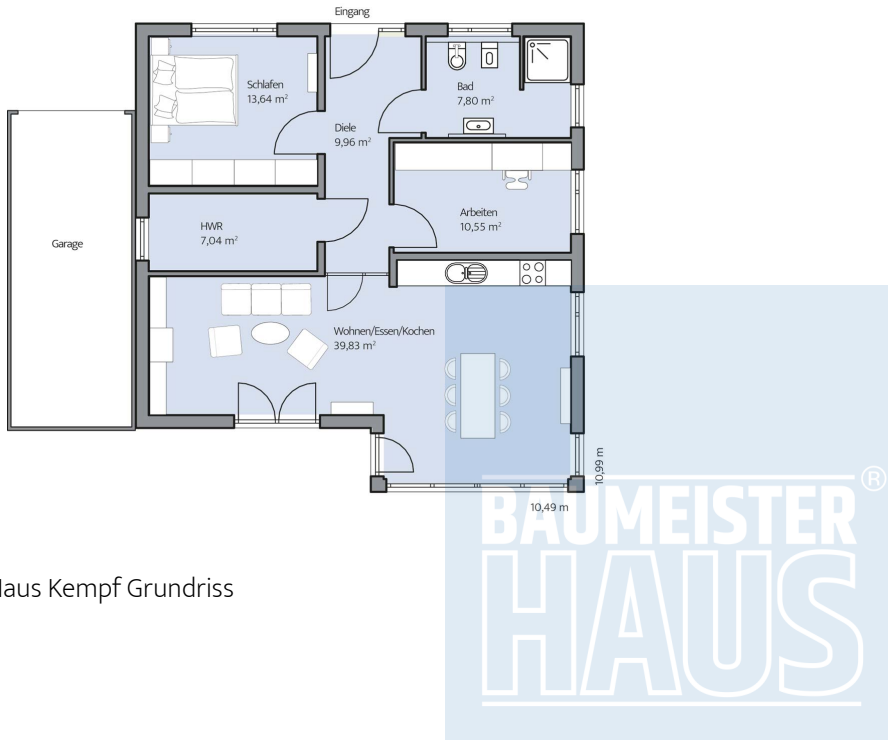 Eingang
Schlafen
13,64 m²
Bad
7,80 m²
Diele
9,96 m²
HWR
7,04 m²
Arbeiten
10,55 m²
Garage
Wohnen/Essen/Kochen
39,83 m²
10,99 m
10,49 m
BAUMEISTER®
HAUS
Haus Kempf Grundriss